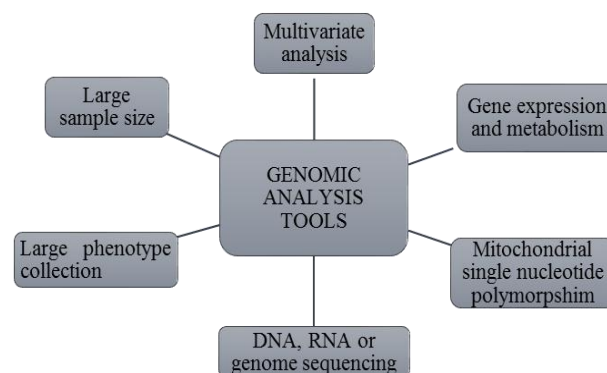 Multivariate
analysis
Large
sample size
Gene expression
and metabolism
GENOMIC
ANALYSIS
TOOLS
Large phenotype
collection
Mitochondrial
single nucleotide
polymorpshim
DNA, RNA or
genome sequencing